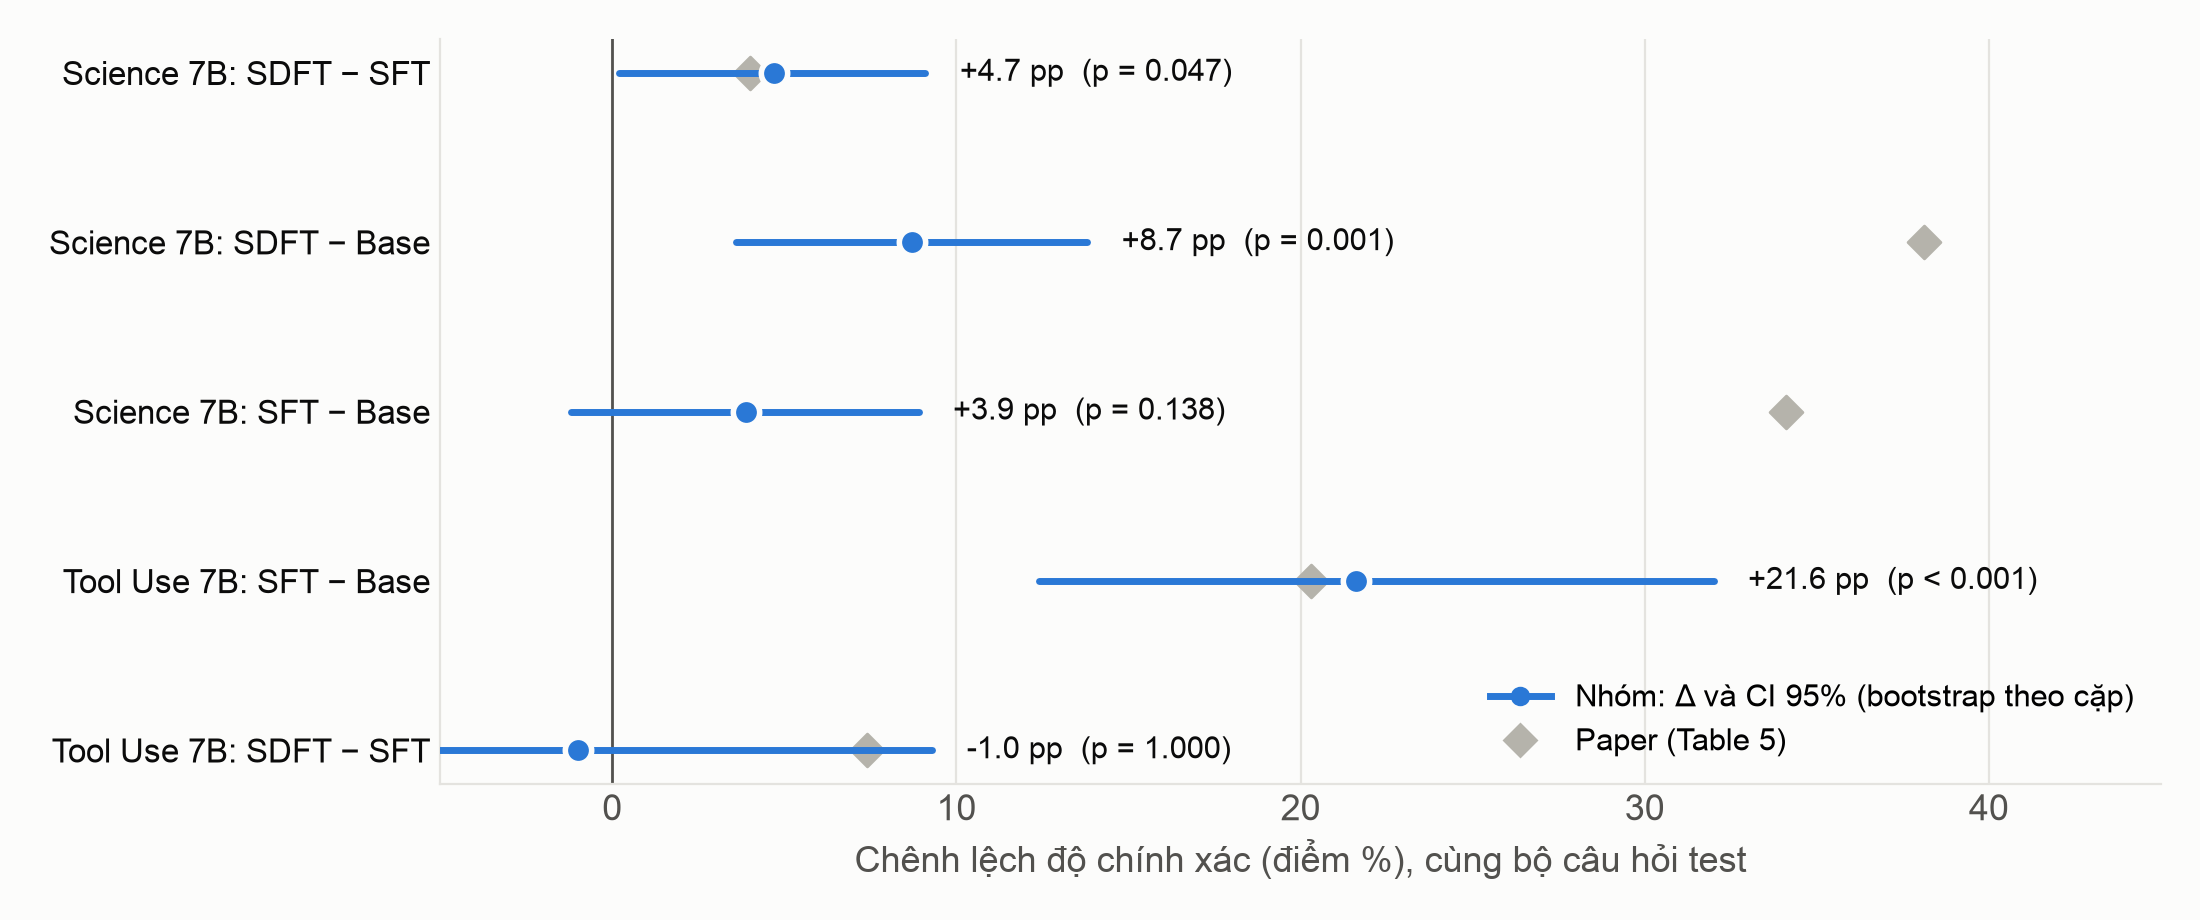 Science 7B: SDFT − SFT
+4.7 pp (p = 0.047)
Science 7B: SDFT − Base
+8.7 pp (p = 0.001)
Science 7B: SFT − Base
+3.9 pp (p = 0.138)
Tool Use 7B: SFT − Base
+21.6 pp (p < 0.001)
Nhóm: Δ và CI 95% (bootstrap theo cặp)
Paper (Table 5)
Tool Use 7B: SDFT − SFT
-1.0 pp (p = 1.000)
0 10 20 30 40
Chênh lệch độ chính xác (điểm %), cùng bộ câu hỏi test